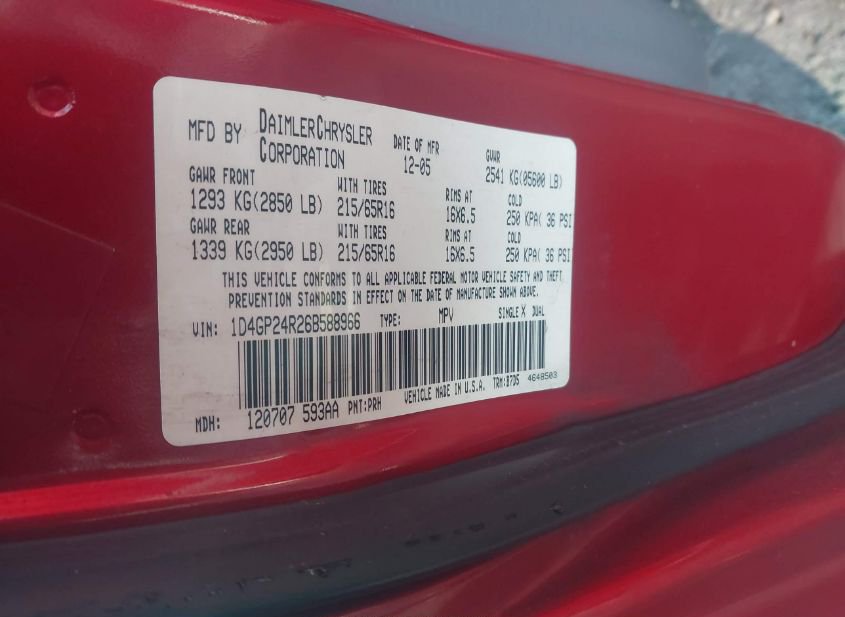 MFD BY DAIMLERCHRYSLER CORPORATION DATE OF MFR 12-05 GVWR 2541 KG(05600 LB)
GAWR FRONT WITH TIRES RIMS AT COLD
1293 KG(2850 LB) 215/65R16 16X6.5 250 KPA( 36 PSI
GAWR REAR WITH TIRES RIMS AT COLD
1339 KG(2950 LB) 215/65R16 16X6.5 250 KPA( 36 PSI
THIS VEHICLE CONFORMS TO ALL APPLICABLE FEDERAL MOTOR VEHICLE SAFETY AND THEFT
PREVENTION STANDARDS IN EFFECT ON THE DATE OF MANUFACTURE SHOWN ABOVE.
VIN: 1D4GP24R26B588966 TYPE: MPV SINGLE X DUAL
MDH: 120707 593AA PNT:PRH VEHICLE MADE IN U.S.A. TRM:B7D5 4648503